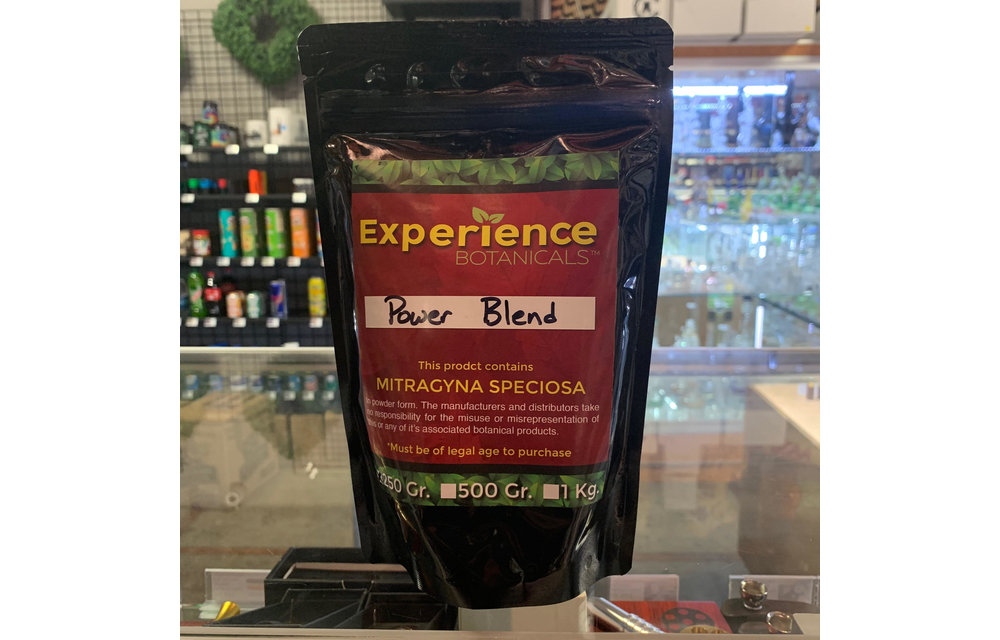 Experience
BOTANICALS™
Power Blend
This prodct contains
MITRAGYNA SPECIOSA
in powder form. The manufacturers and distributors take
no responsibility for the misuse or misrepresentation of
this or any of it's associated botanical products.
*Must be of legal age to purchase
250 Gr. 500 Gr. 1 Kg.